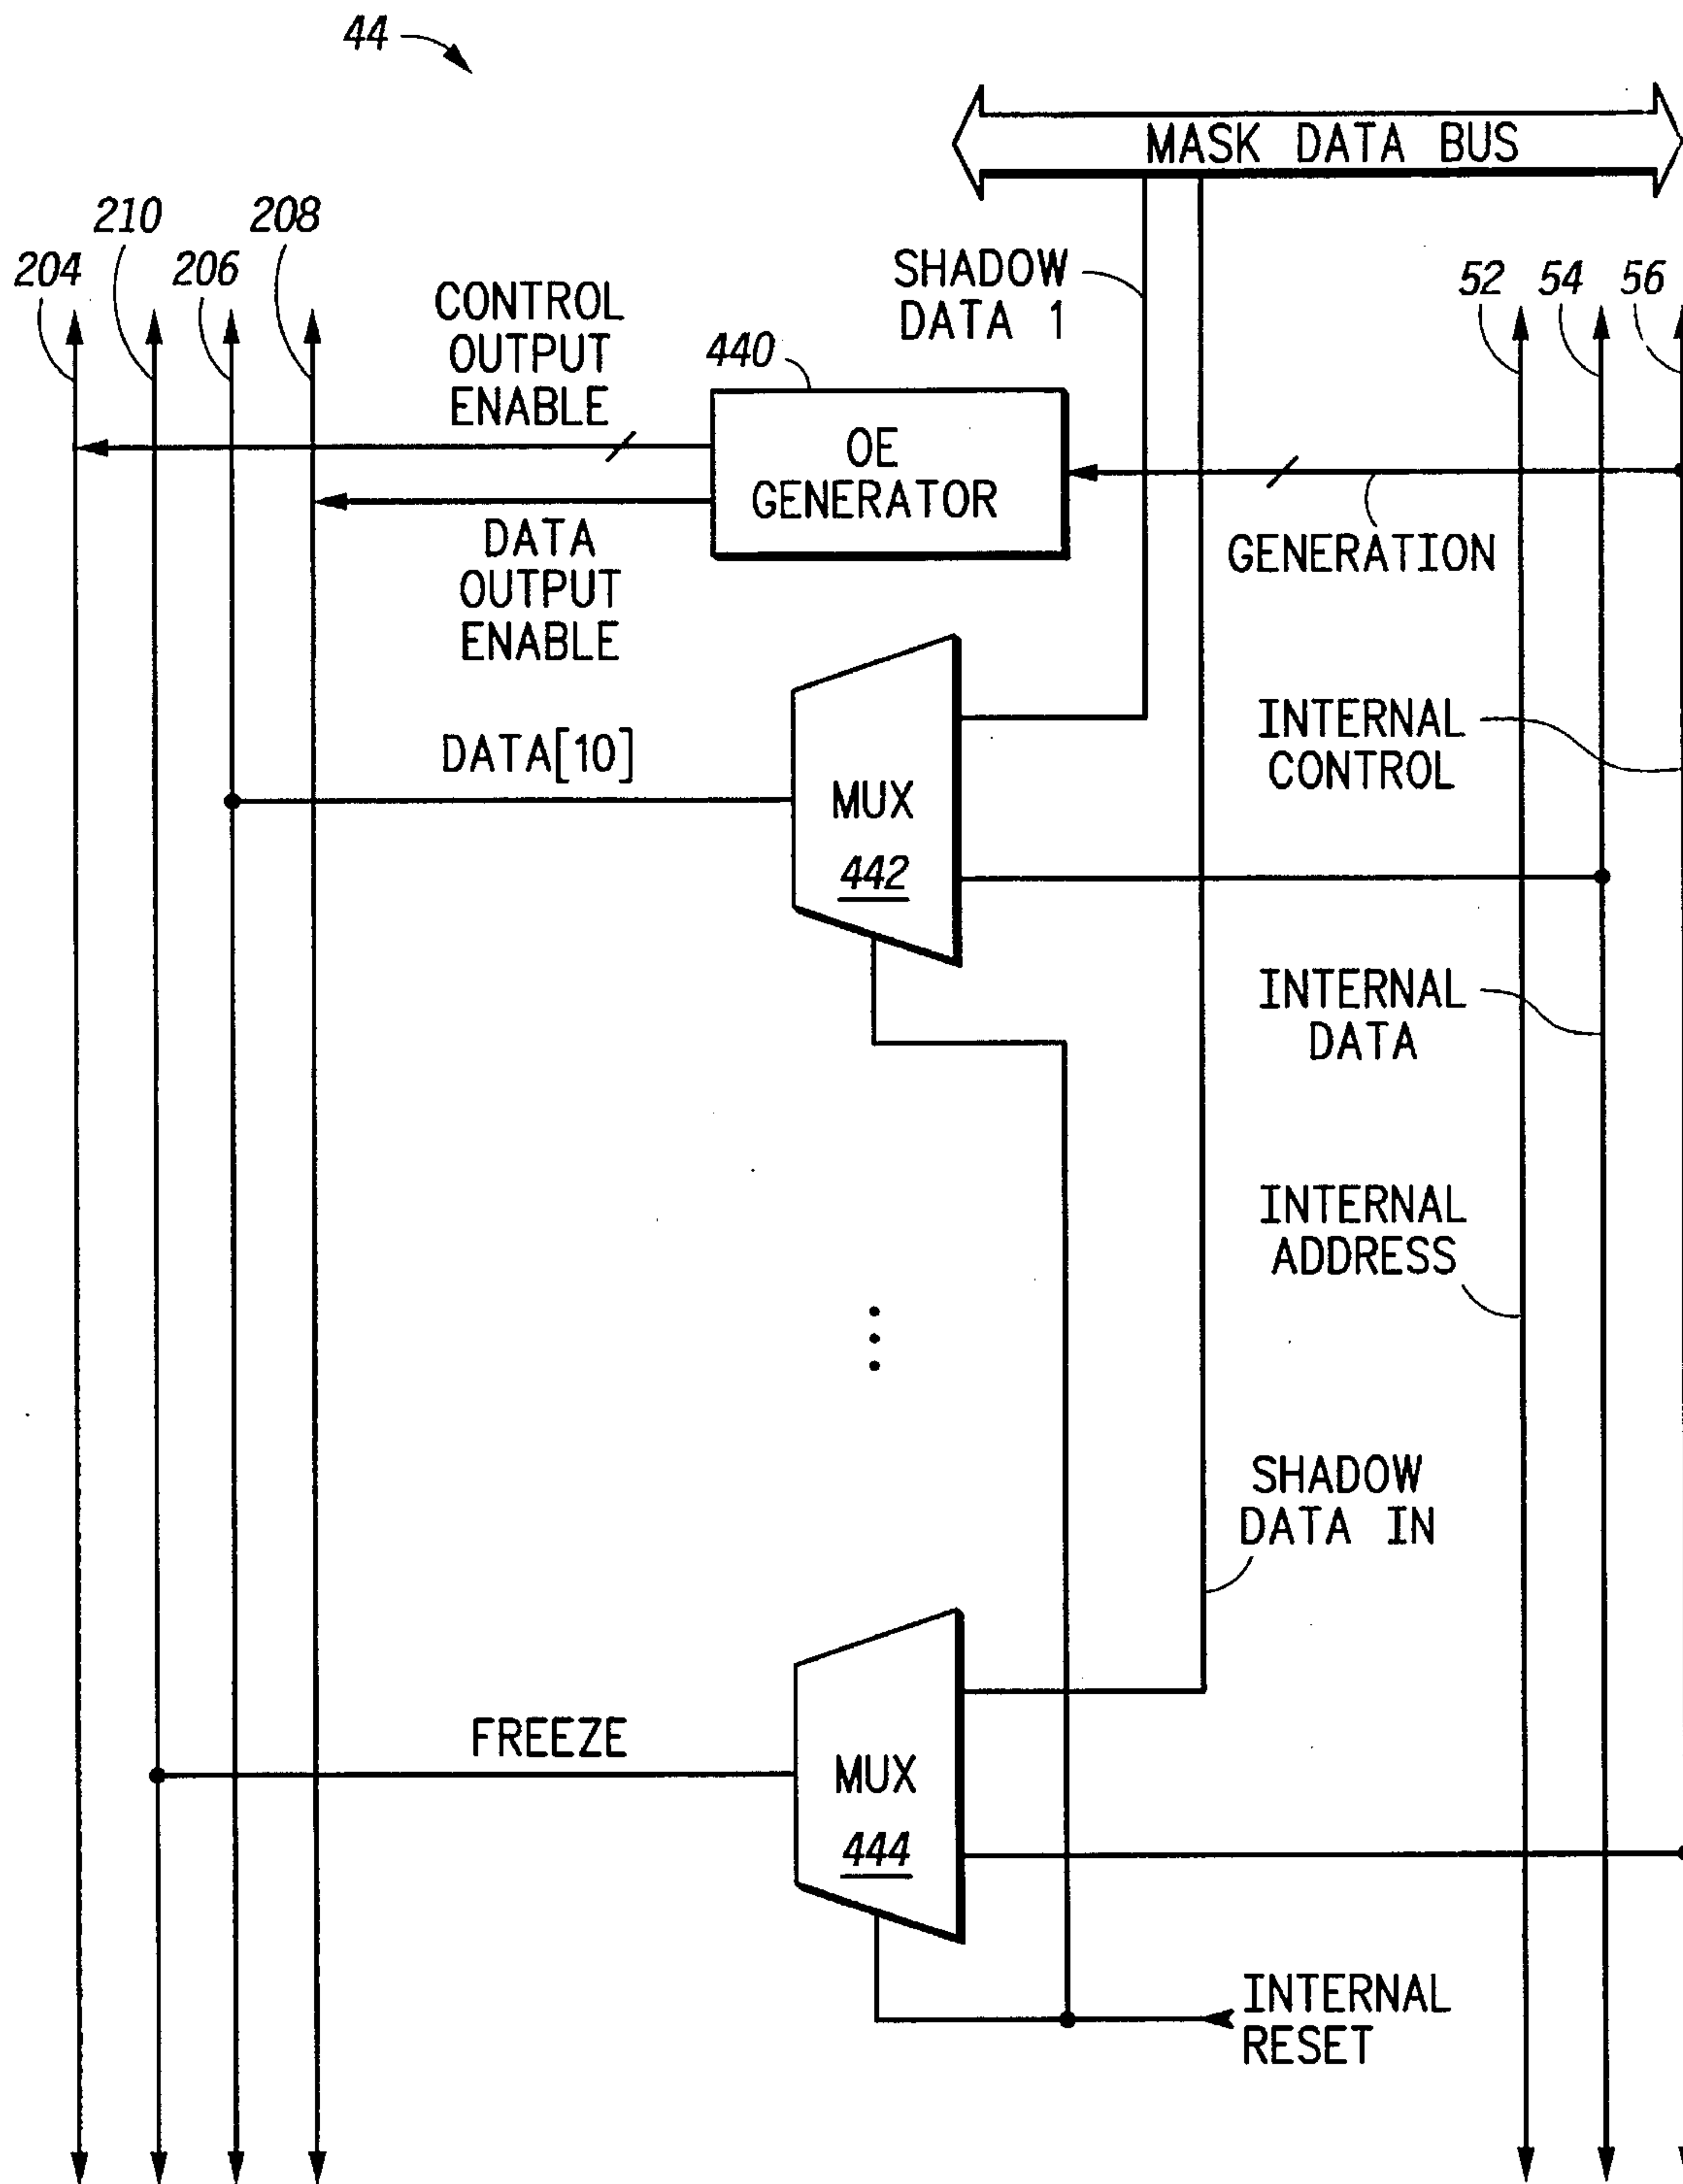 44
MASK DATA BUS
204
210
206
208
CONTROL
OUTPUT
ENABLE
440
SHADOW
DATA 1
52
54
56
OE
GENERATOR
DATA
OUTPUT
ENABLE
GENERATION
DATA[10]
MUX
442
INTERNAL
CONTROL
INTERNAL
DATA
INTERNAL
ADDRESS
SHADOW
DATA IN
FREEZE
MUX
444
INTERNAL
RESET